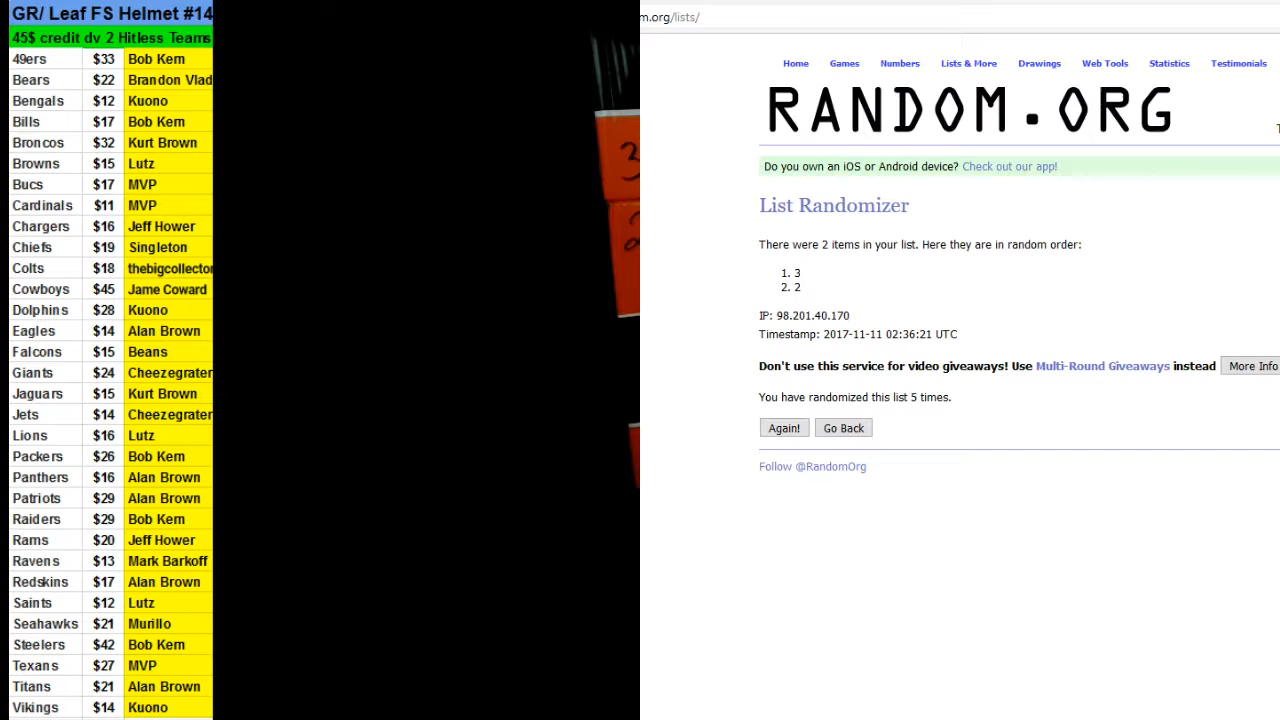 GR/ Leaf FS Helmet #14
45$ credit dv 2 Hitless Teams
49ers $33 Bob Kern
Bears $22 Brandon Vlad
Bengals $12 Kuono
Bills $17 Bob Kern
Broncos $32 Kurt Brown
Browns $15 Lutz
Bucs $17 MVP
Cardinals $11 MVP
Chargers $16 Jeff Hower
Chiefs $19 Singleton
Colts $18 thebigcollector
Cowboys $45 Jame Coward
Dolphins $28 Kuono
Eagles $14 Alan Brown
Falcons $15 Beans
Giants $24 Cheezegrater
Jaguars $15 Kurt Brown
Jets $14 Cheezegrater
Lions $16 Lutz
Packers $26 Bob Kern
Panthers $16 Alan Brown
Patriots $29 Alan Brown
Raiders $29 Bob Kern
Rams $20 Jeff Hower
Ravens $13 Mark Barkoff
Redskins $17 Alan Brown
Saints $12 Lutz
Seahawks $21 Murillo
Steelers $42 Bob Kern
Texans $27 MVP
Titans $21 Alan Brown
Vikings $14 Kuono
3
2
m.org/lists/
Home Games Numbers Lists & More Drawings Web Tools Statistics Testimonials
RANDOM.ORG
Do you own an iOS or Android device? Check out our app!
List Randomizer
There were 2 items in your list. Here they are in random order:
1. 3
2. 2
IP: 98.201.40.170
Timestamp: 2017-11-11 02:36:21 UTC
Don't use this service for video giveaways! Use Multi-Round Giveaways instead More Info
You have randomized this list 5 times.
Again! Go Back
Follow @RandomOrg